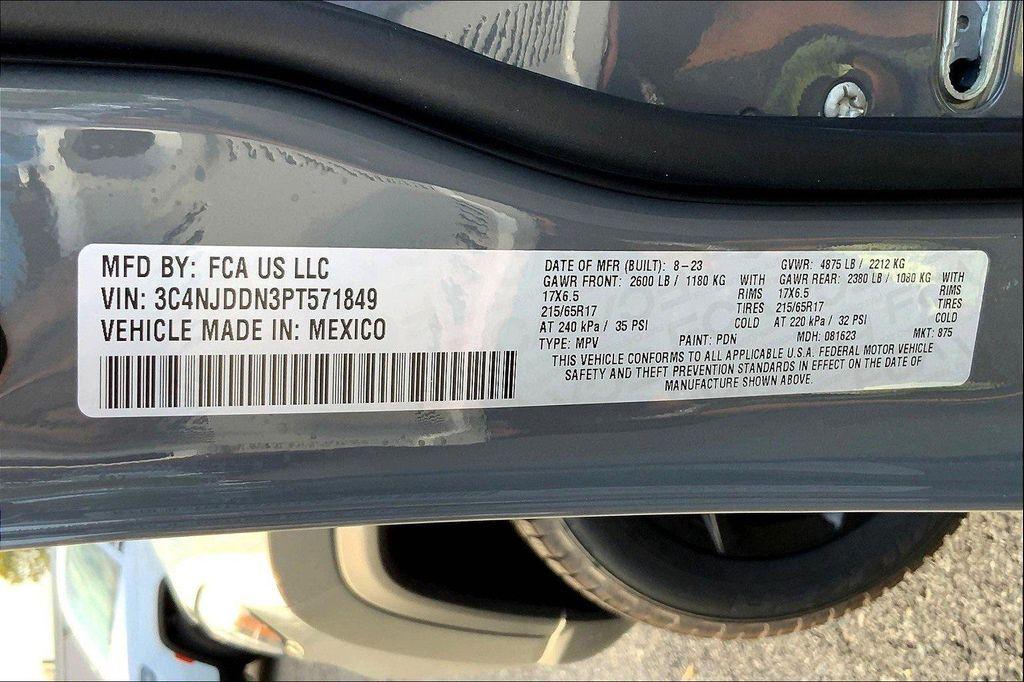 MFD BY: FCA US LLC
VIN: 3C4NJDDN3PT571849
VEHICLE MADE IN: MEXICO
DATE OF MFR (BUILT): 8-23 GVWR: 4875 LB / 2212 KG
GAWR FRONT: 2600 LB / 1180 KG WITH GAWR REAR: 2380 LB / 1080 KG WITH
17X6.5 RIMS 17X6.5 RIMS
215/65R17 TIRES 215/65R17 TIRES
AT 240 kPa / 35 PSI COLD AT 220 kPa / 32 PSI COLD
TYPE: MPV PAINT: PDN MDH: 081623 MKT: 875
THIS VEHICLE CONFORMS TO ALL APPLICABLE U.S.A. FEDERAL MOTOR VEHICLE
SAFETY AND THEFT PREVENTION STANDARDS IN EFFECT ON THE DATE OF
MANUFACTURE SHOWN ABOVE.